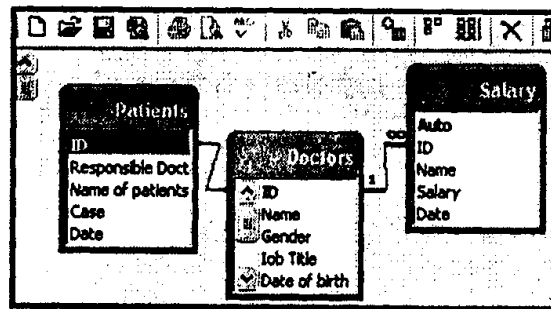 Patients
ID
Responsible Doct
Name of patients
Case
Date
Doctors
ID
Name
Gender
Job Title
Date of birth
1
∞
Salary
Auto
ID
Name
Salary
Date